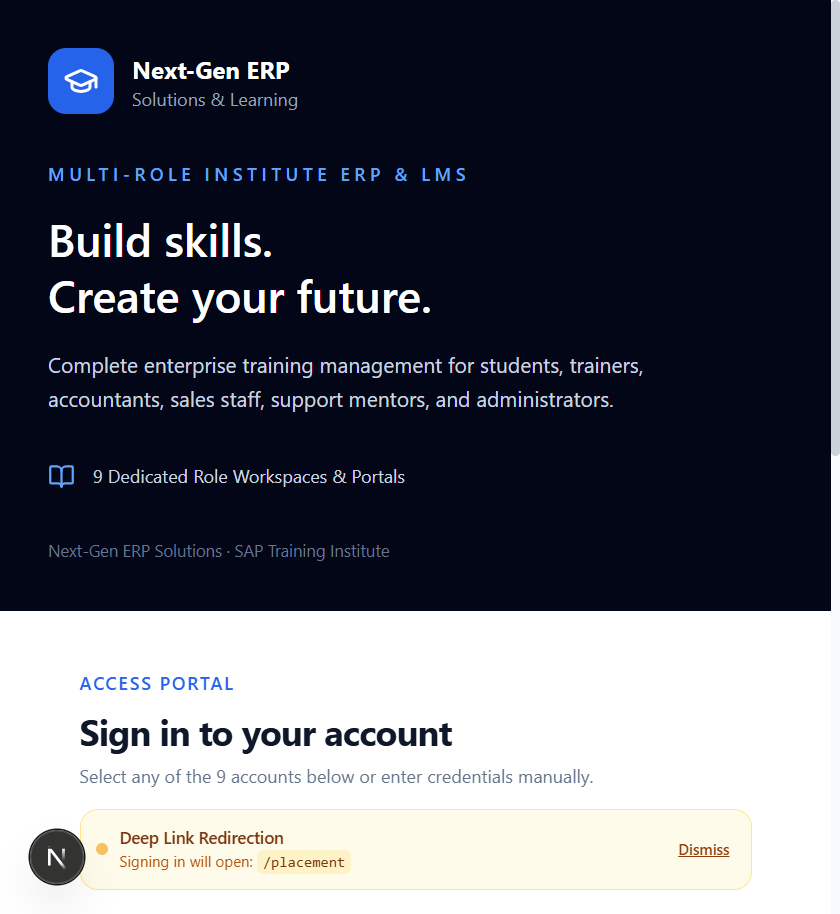 Next-Gen ERP
Solutions & Learning
MULTI-ROLE INSTITUTE ERP & LMS
Build skills.
Create your future.
Complete enterprise training management for students, trainers,
accountants, sales staff, support mentors, and administrators.
9 Dedicated Role Workspaces & Portals
Next-Gen ERP Solutions · SAP Training Institute
ACCESS PORTAL
Sign in to your account
Select any of the 9 accounts below or enter credentials manually.
Deep Link Redirection
Signing in will open: /placement
Dismiss
N